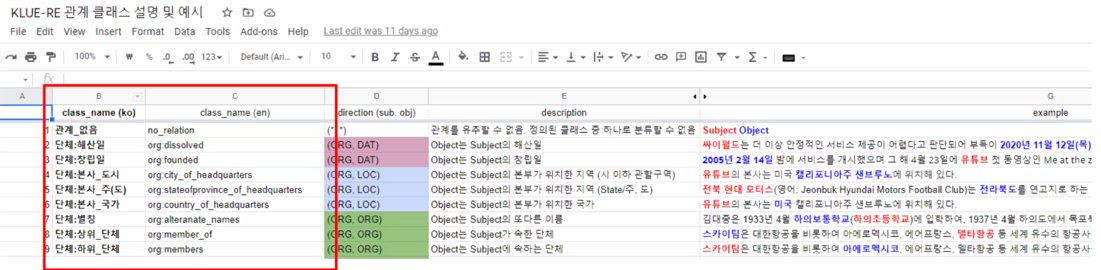 KLUE-RE 관계 클래스 설명 및 예시
File Edit View Insert Format Data Tools Add-ons Help Last edit was 11 days ago
100% ₩ % .0 .00 123 Default (Ari... 10 B I S A
fx
A B C D E G
class_name (ko) class_name (en) direction (sub, obj) description example
1 관계_없음 no_relation (*, *) 관계를 유추할 수 없음. 정의된 클래스 중 하나로 분류할 수 없음 Subject Object
2 단체:해산일 org:dissolved (ORG, DAT) Object는 Subject의 해산일 싸이월드는 더 이상 안정적인 서비스 제공이 어렵다고 판단되어 부득이 2020년 11월 12일(목)
3 단체:창립일 org:founded (ORG, DAT) Object는 Subject의 창립일 2005년 2월 14일 밤에 서비스를 개시했으며 그 해 4월 23일에 유튜브 첫 동영상인 Me at the z
4 단체:본사_도시 org:city_of_headquarters (ORG, LOC) Object는 Subject의 본부가 위치한 지역 (시 이하 관할구역) 유튜브의 본사는 미국 캘리포니아주 샌브루노에 위치해 있다.
5 단체:본사_주(도) org:stateofprovince_of_headquarters (ORG, LOC) Object는 Subject의 본부가 위치한 지역 (State/주, 도) 전북 현대 모터스(영어: Jeonbuk Hyundai Motors Football Club)는 전라북도를 연고지로 하는
6 단체:본사_국가 org:country_of_headquarters (ORG, LOC) Object는 Subject의 본부가 위치한 국가 유튜브의 본사는 미국 캘리포니아주 샌브루노에 위치해 있다.
7 단체:별칭 org:alteranate_names (ORG, ORG) Object는 Subject의 또다른 이름 김대중은 1933년 4월 하의보통학교(하의초등학교)에 입학하여, 1937년 4월 하의도에서 목포북
8 단체:상위_단체 org:member_of (ORG, ORG) Object는 Subject가 속한 단체 스카이팀은 대한항공을 비롯하여 아에로멕시코, 에어프랑스, 델타항공 등 세계 유수의 항공사
9 단체:하위_단체 org:members (ORG, ORG) Object는 Subject에 속하는 단체 스카이팀은 대한항공을 비롯하여 아에로멕시코, 에어프랑스, 델타항공 등 세계 유수의 항공사